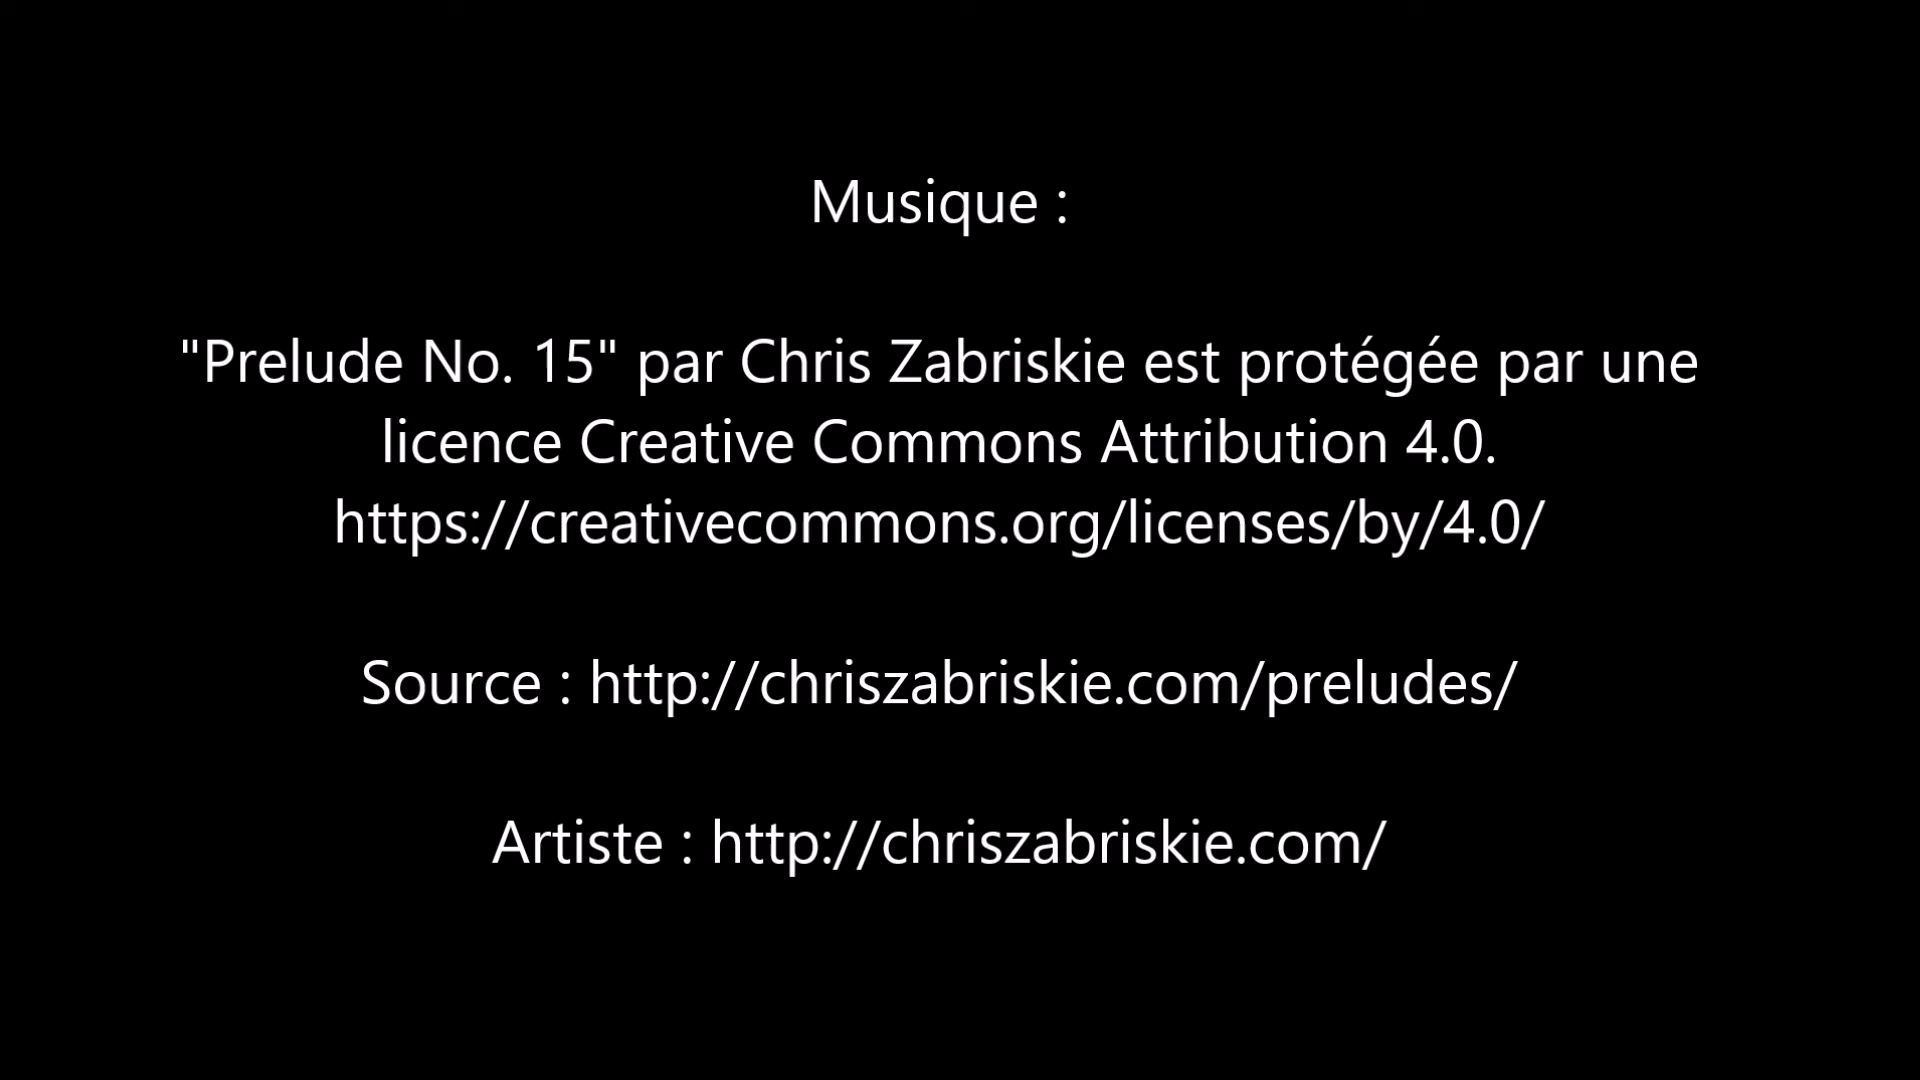 Musique :
"Prelude No. 15" par Chris Zabriskie est protégée par une
licence Creative Commons Attribution 4.0.
https://creativecommons.org/licenses/by/4.0/
Source : http://chriszabriskie.com/preludes/
Artiste : http://chriszabriskie.com/